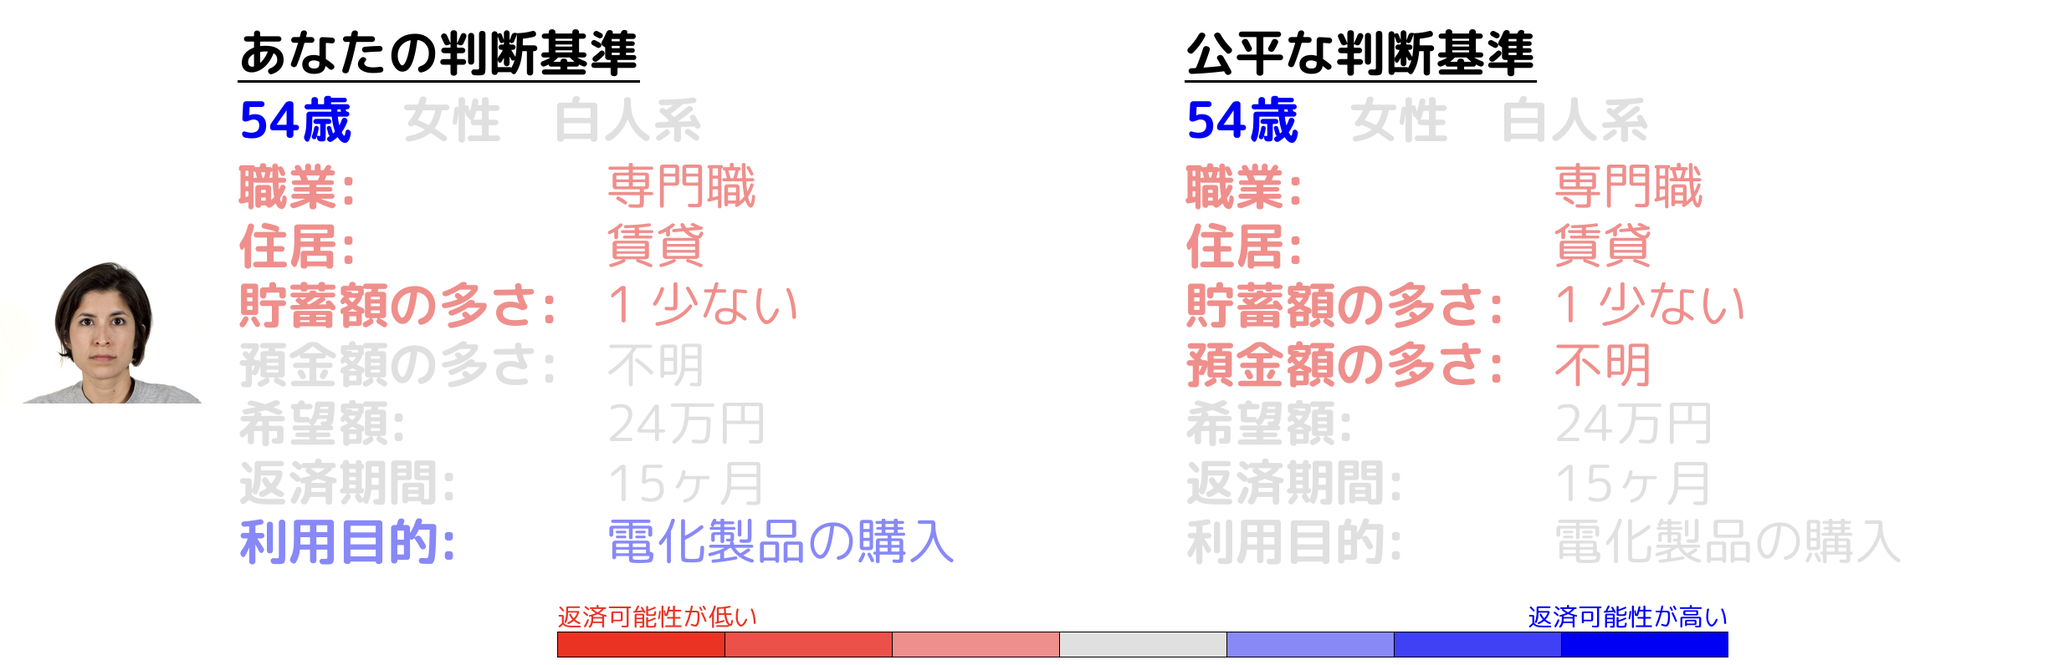 あなたの判断基準
54歳 女性 白人系
職業: 専門職
住居: 賃貸
貯蓄額の多さ: 1 少ない
預金額の多さ: 不明
希望額: 24万円
返済期間: 15ヶ月
利用目的: 電化製品の購入
公平な判断基準
54歳 女性 白人系
職業: 専門職
住居: 賃貸
貯蓄額の多さ: 1 少ない
預金額の多さ: 不明
希望額: 24万円
返済期間: 15ヶ月
利用目的: 電化製品の購入
返済可能性が低い
返済可能性が高い